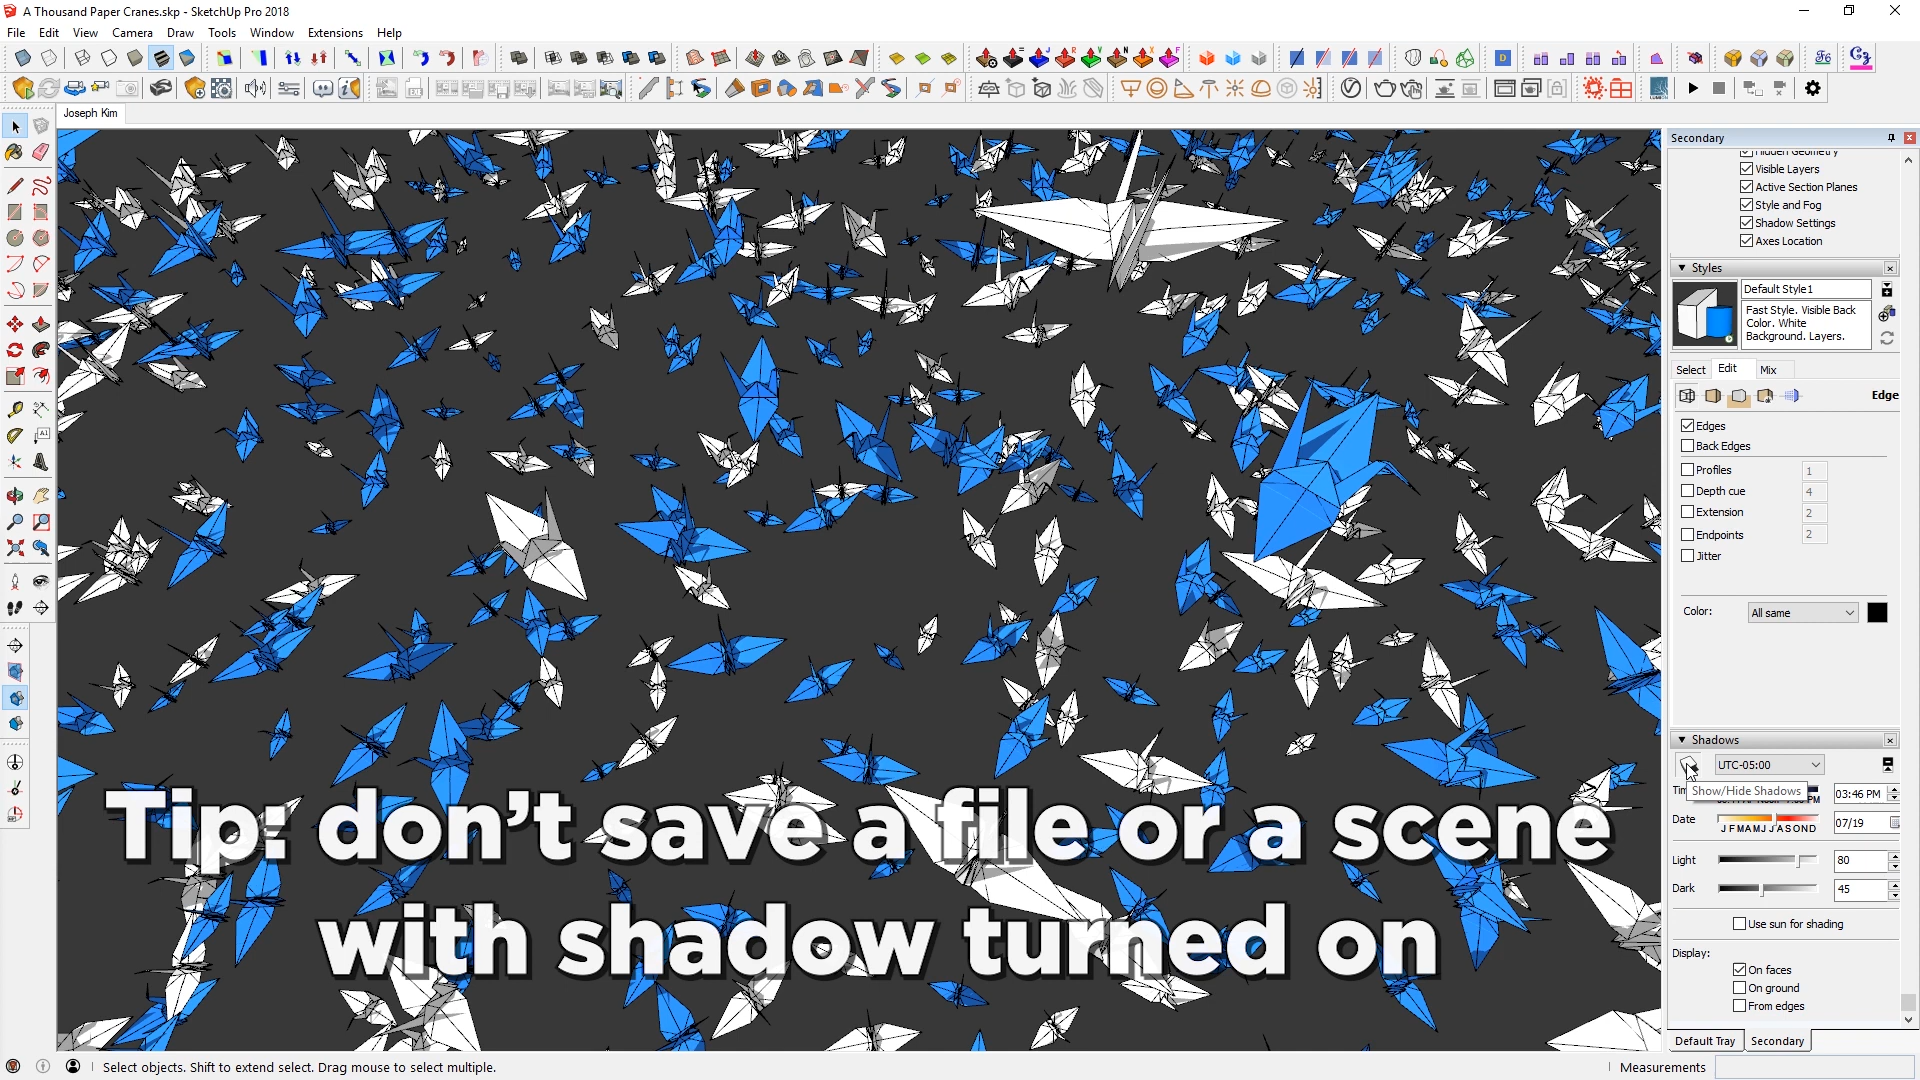 A Thousand Paper Cranes.skp - SketchUp Pro 2018
File Edit View Camera Draw Tools Window Extensions Help
Joseph Kim
Secondary
Hidden Geometry
Visible Layers
Active Section Planes
Style and Fog
Shadow Settings
Axes Location
Styles
Default Style1
Fast Style. Visible Back
Color. White
Background. Layers.
Select Edit Mix
Edge
Edges
Back Edges
Profiles 1
Depth cue 4
Extension 2
Endpoints 2
Jitter
Color: All same
Shadows
UTC-05:00
Show/Hide Shadows
03:46 PM
Date J F M A M J J A S O N D 07/19
Light 80
Dark 45
Use sun for shading
Display:
On faces
On ground
From edges
Default Tray Secondary
Tip: don't save a file or a scene
with shadow turned on
Select objects. Shift to extend select. Drag mouse to select multiple.
Measurements